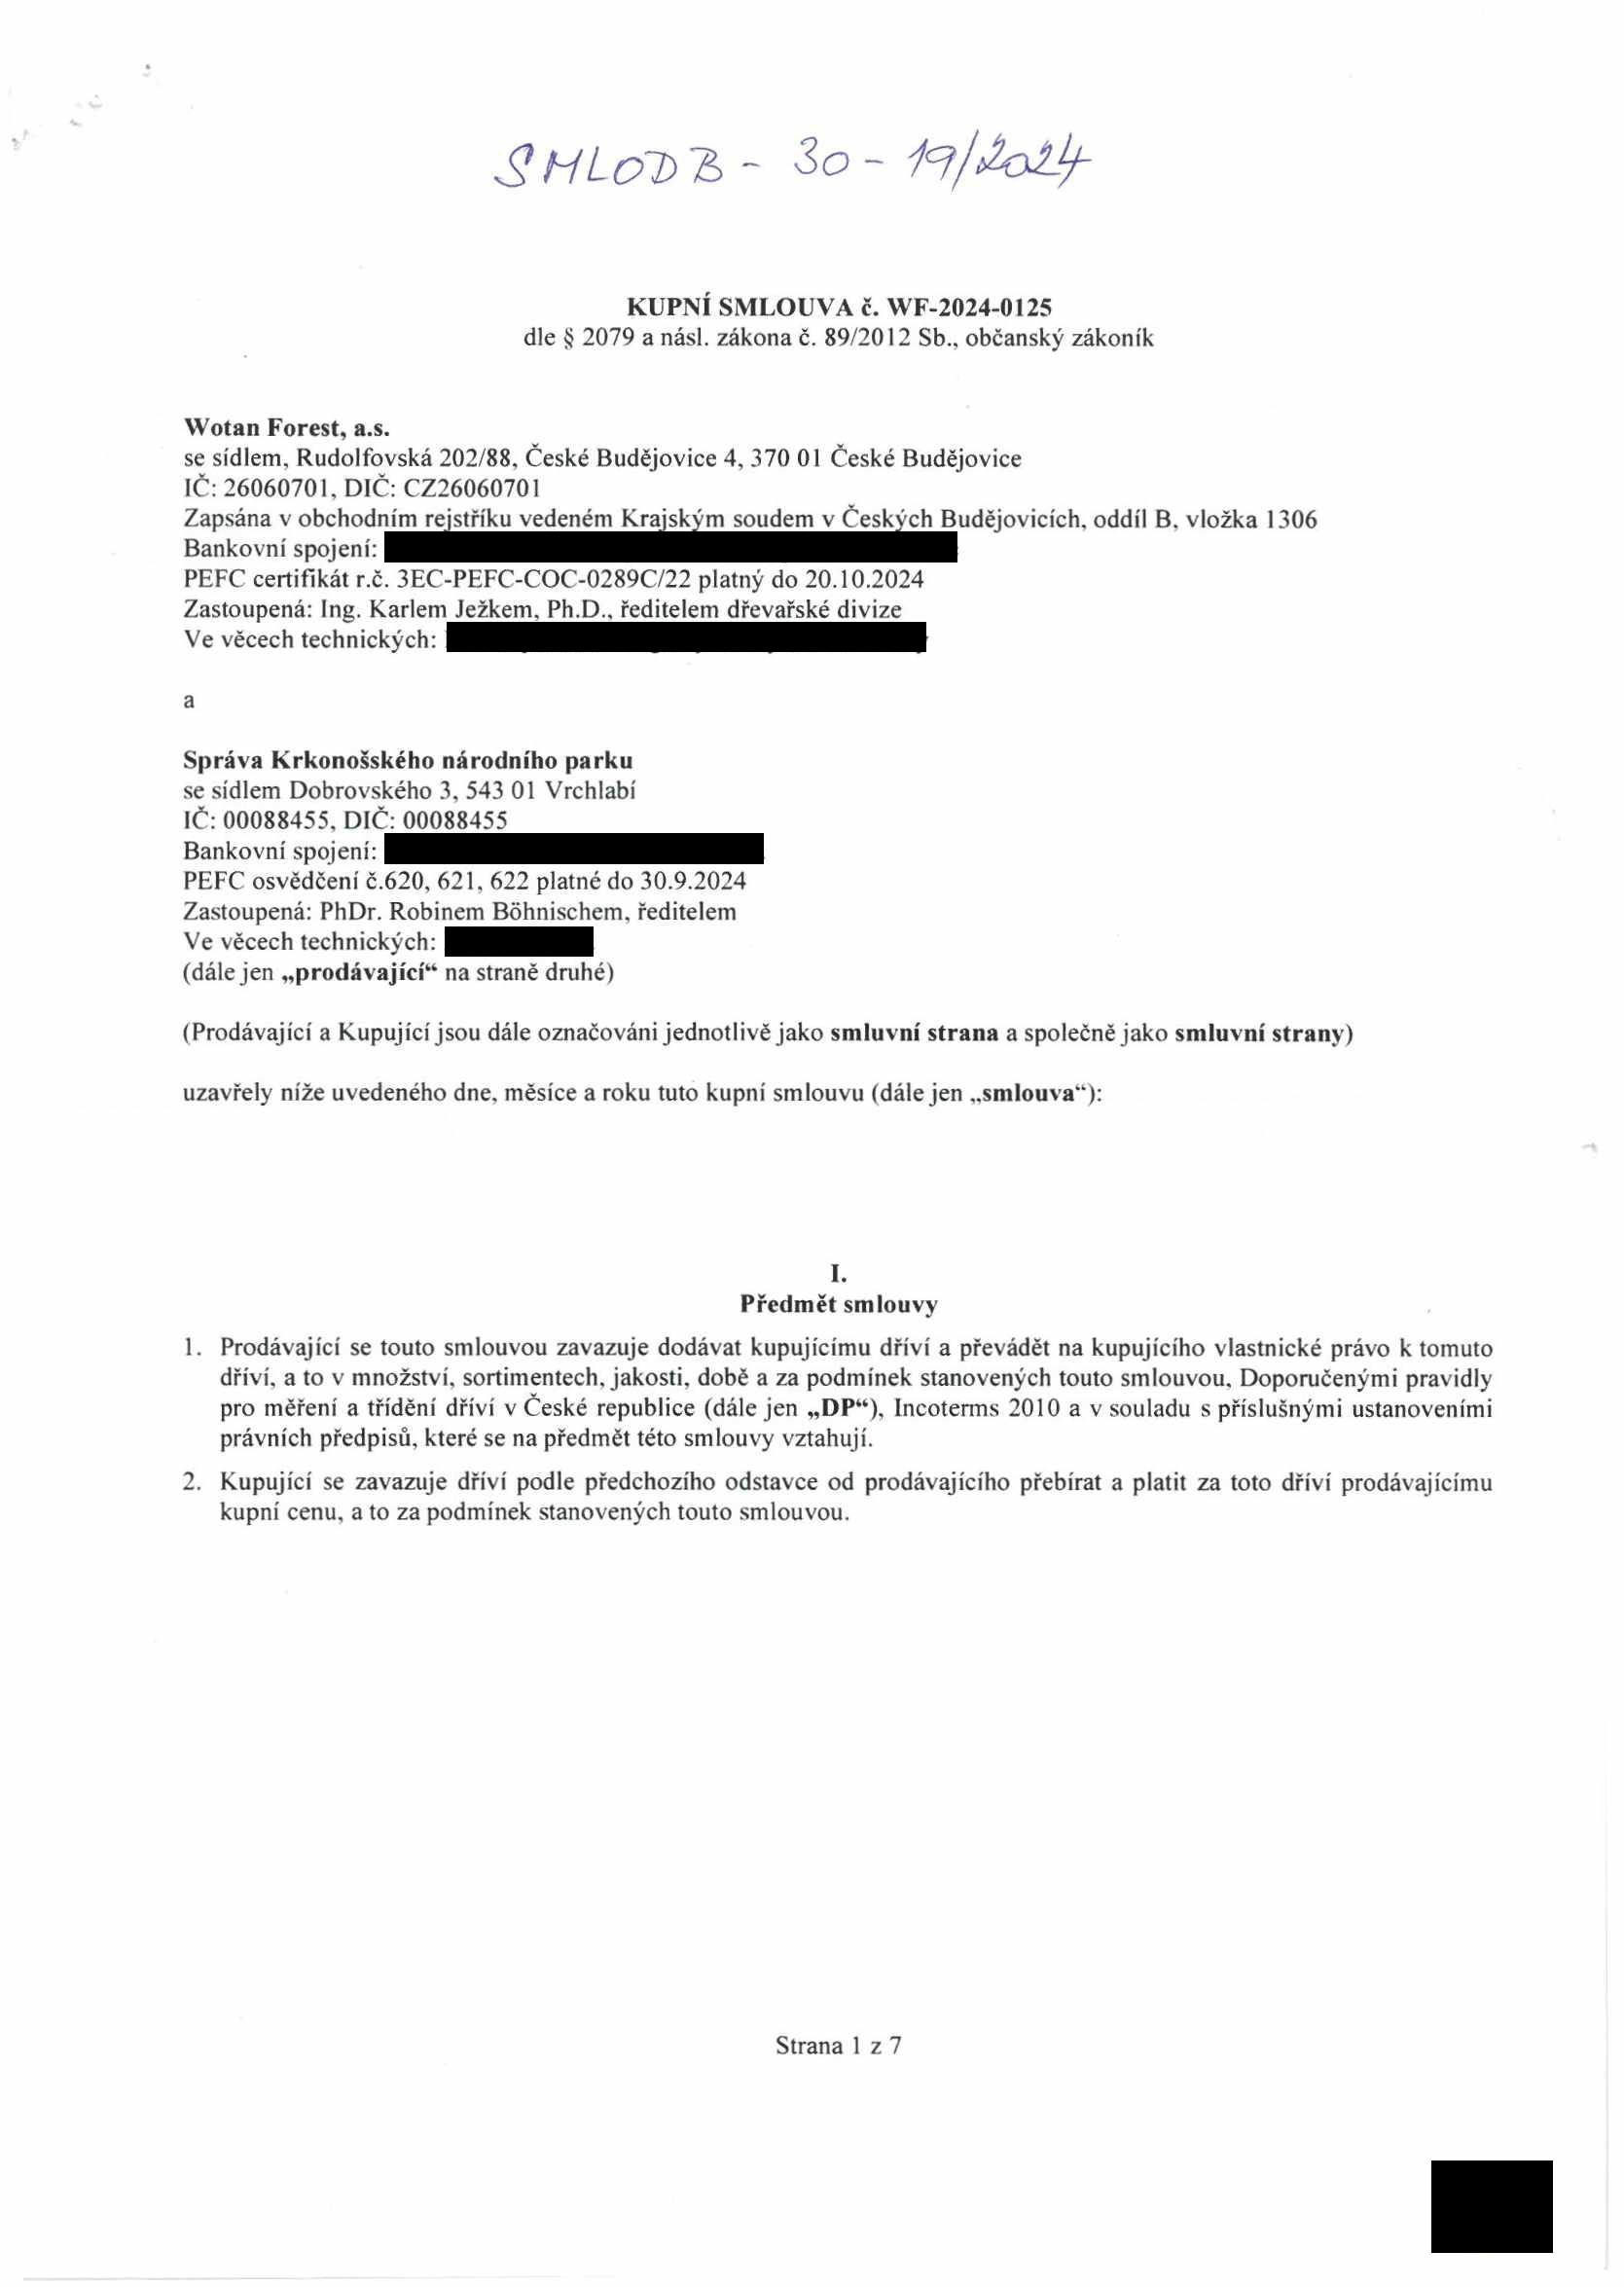 SMLODB - 30 - 19/2024
KUPNÍ SMLOUVA č. WF-2024-0125
dle § 2079 a násl. zákona č. 89/2012 Sb., občanský zákoník
Wotan Forest, a.s.
se sídlem, Rudolfovská 202/88, České Budějovice 4, 370 01 České Budějovice
IČ: 26060701, DIČ: CZ26060701
Zapsána v obchodním rejstříku vedeném Krajským soudem v Českých Budějovicích, oddíl B, vložka 1306
Bankovní spojení:
PEFC certifikát r.č. 3EC-PEFC-COC-0289C/22 platný do 20.10.2024
Zastoupená: Ing. Karlem Ježkem, Ph.D., ředitelem dřevařské divize
Ve věcech technických:
a
Správa Krkonošského národního parku
se sídlem Dobrovského 3, 543 01 Vrchlabí
IČ: 00088455, DIČ: 00088455
Bankovní spojení:
PEFC osvědčení č.620, 621, 622 platné do 30.9.2024
Zastoupená: PhDr. Robinem Böhnischem, ředitelem
Ve věcech technických:
(dále jen „prodávající“ na straně druhé)
(Prodávající a Kupující jsou dále označováni jednotlivě jako smluvní strana a společně jako smluvní strany)
uzavřely níže uvedeného dne, měsíce a roku tuto kupní smlouvu (dále jen „smlouva“):
I.
Předmět smlouvy
1. Prodávající se touto smlouvou zavazuje dodávat kupujícímu dříví a převádět na kupujícího vlastnické právo k tomuto
dříví, a to v množství, sortimentech, jakosti, době a za podmínek stanovených touto smlouvou, Doporučenými pravidly
pro měření a třídění dříví v České republice (dále jen „DP“), Incoterms 2010 a v souladu s příslušnými ustanoveními
právních předpisů, které se na předmět této smlouvy vztahují.
2. Kupující se zavazuje dříví podle předchozího odstavce od prodávajícího přebírat a platit za toto dříví prodávajícímu
kupní cenu, a to za podmínek stanovených touto smlouvou.
Strana 1 z 7